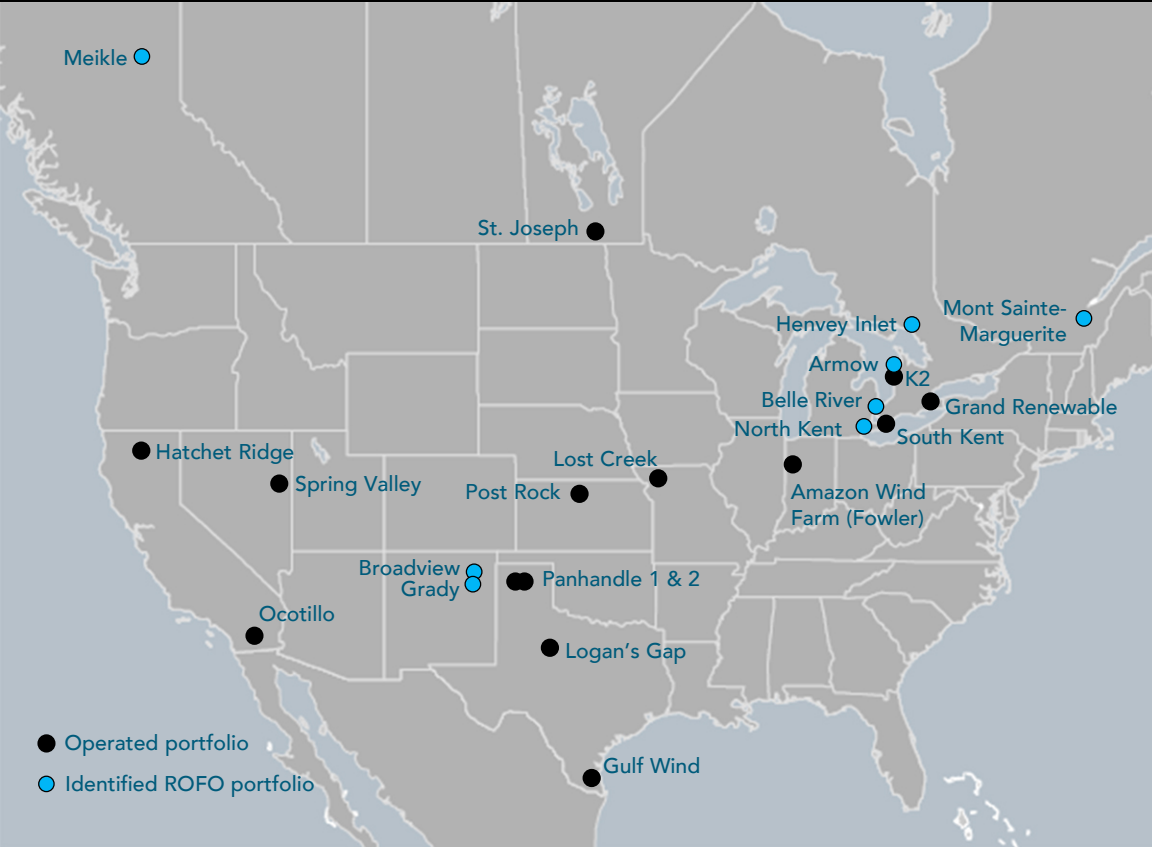 Meikle
St. Joseph
Mont Sainte-
Marguerite
Henvey Inlet
Armow
K2
Belle River
Grand Renewable
North Kent
South Kent
Hatchet Ridge
Lost Creek
Spring Valley
Post Rock
Amazon Wind
Farm (Fowler)
Broadview
Grady
Panhandle 1 & 2
Ocotillo
Logan’s Gap
Operated portfolio
Gulf Wind
Identified ROFO portfolio